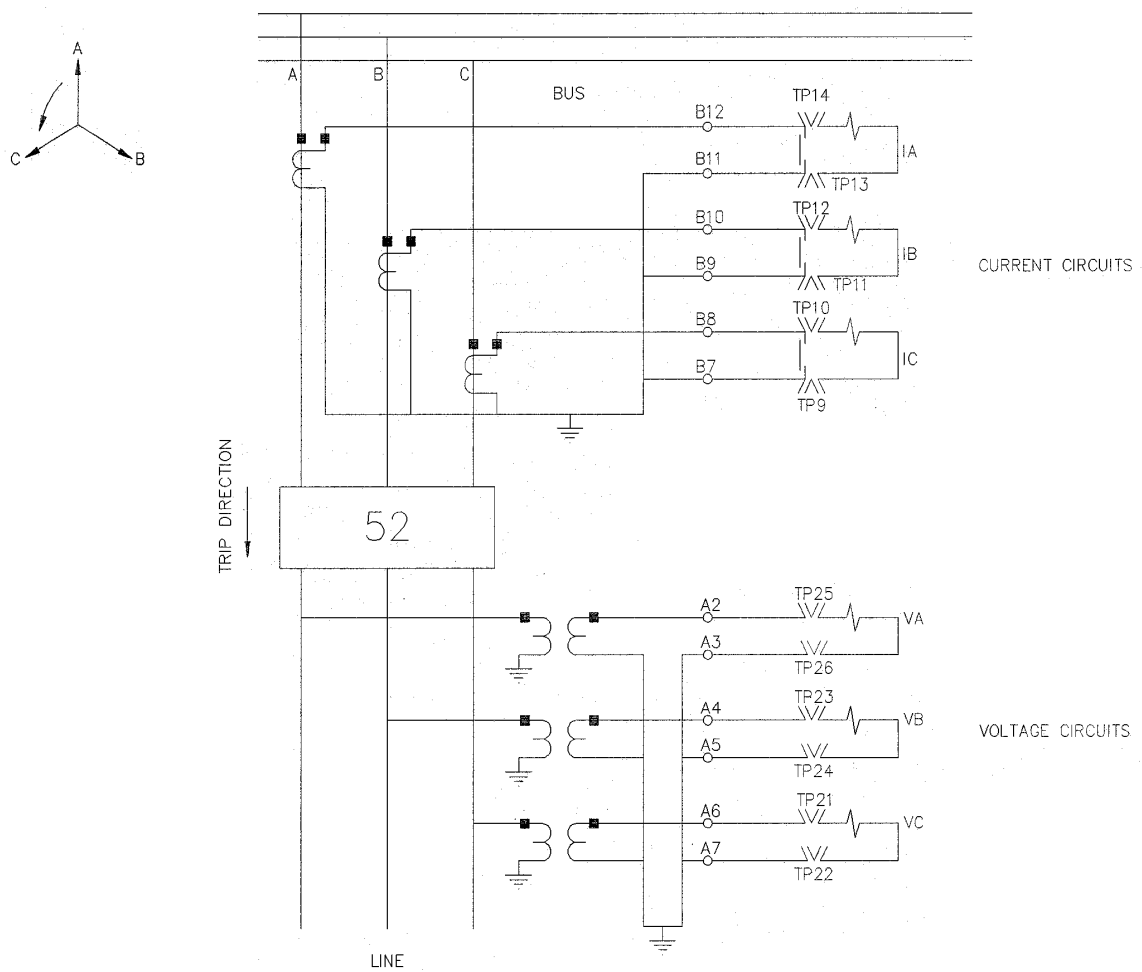 A
C
B
A
B
C
BUS
B12
TP14
B11
TP13
IA
B10
TP12
B9
TP11
IB
B8
TP10
B7
TP9
IC
CURRENT CIRCUITS
TRIP DIRECTION
52
A2
TP25
VA
A3
TP26
A4
TP23
VB
A5
TP24
A6
TP21
VC
A7
TP22
VOLTAGE CIRCUITS
LINE